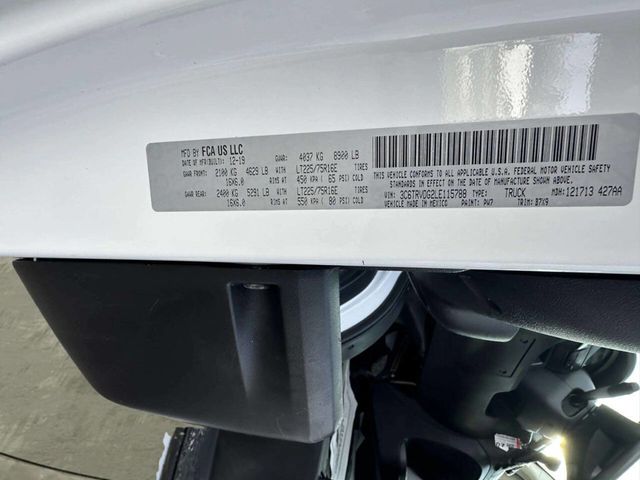 MFD BY FCA US LLC
DATE OF MFR(BUILT): 12-19 GVWR: 4037 KG 8900 LB
GAWR FRONT: 2100 KG 4629 LB WITH LT225/75R16E TIRES
16X6.0 RIMS AT 450 KPA ( 65 PSI) COLD
GAWR REAR: 2400 KG 5291 LB WITH LT225/75R16E TIRES
16X6.0 RIMS AT 550 KPA ( 80 PSI) COLD
THIS VEHICLE CONFORMS TO ALL APPLICABLE U.S.A. FEDERAL MOTOR VEHICLE SAFETY
STANDARDS IN EFFECT ON THE DATE OF MANUFACTURE SHOWN ABOVE.
VIN: 3C6TRVDG2LE115788 TYPE: TRUCK MDH: 121713 427AA
VEHICLE MADE IN MEXICO PAINT: PW7 TRIM: B7X9